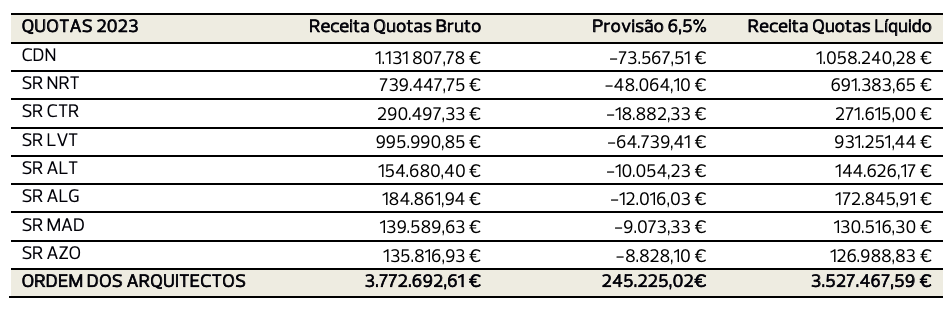 QUOTAS 2023 Receita Quotas Bruto Provisão 6,5% Receita Quotas Líquido
CDN 1.131 807,78 € -73.567,51 € 1.058.240,28 €
SR NRT 739.447,75 € -48.064,10 € 691.383,65 €
SR CTR 290.497,33 € -18.882,33 € 271.615,00 €
SR LVT 995.990,85 € -64.739,41 € 931.251,44 €
SR ALT 154.680,40 € -10.054,23 € 144.626,17 €
SR ALG 184.861,94 € -12.016,03 € 172.845,91 €
SR MAD 139.589,63 € -9.073,33 € 130.516,30 €
SR AZO 135.816,93 € -8.828,10 € 126.988,83 €
ORDEM DOS ARQUITECTOS 3.772.692,61 € 245.225,02€ 3.527.467,59 €